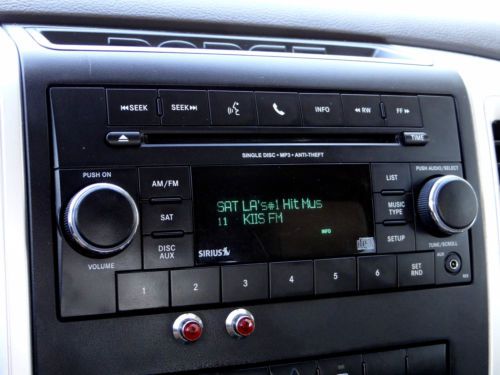 DODGE
SEEK SEEK INFO RW FF
TIME
SINGLE DISC • MP3 • ANTI-THEFT
PUSH ON
VOLUME
AM/FM
SAT
DISC AUX
SAT LA's #1 Hit Mus
11 KIIS FM
INFO
SIRIUS
LIST
MUSIC TYPE
SETUP
PUSH AUDIO/SELECT
TUNE/SCROLL
AUX
1 2 3 4 5 6 SET RND